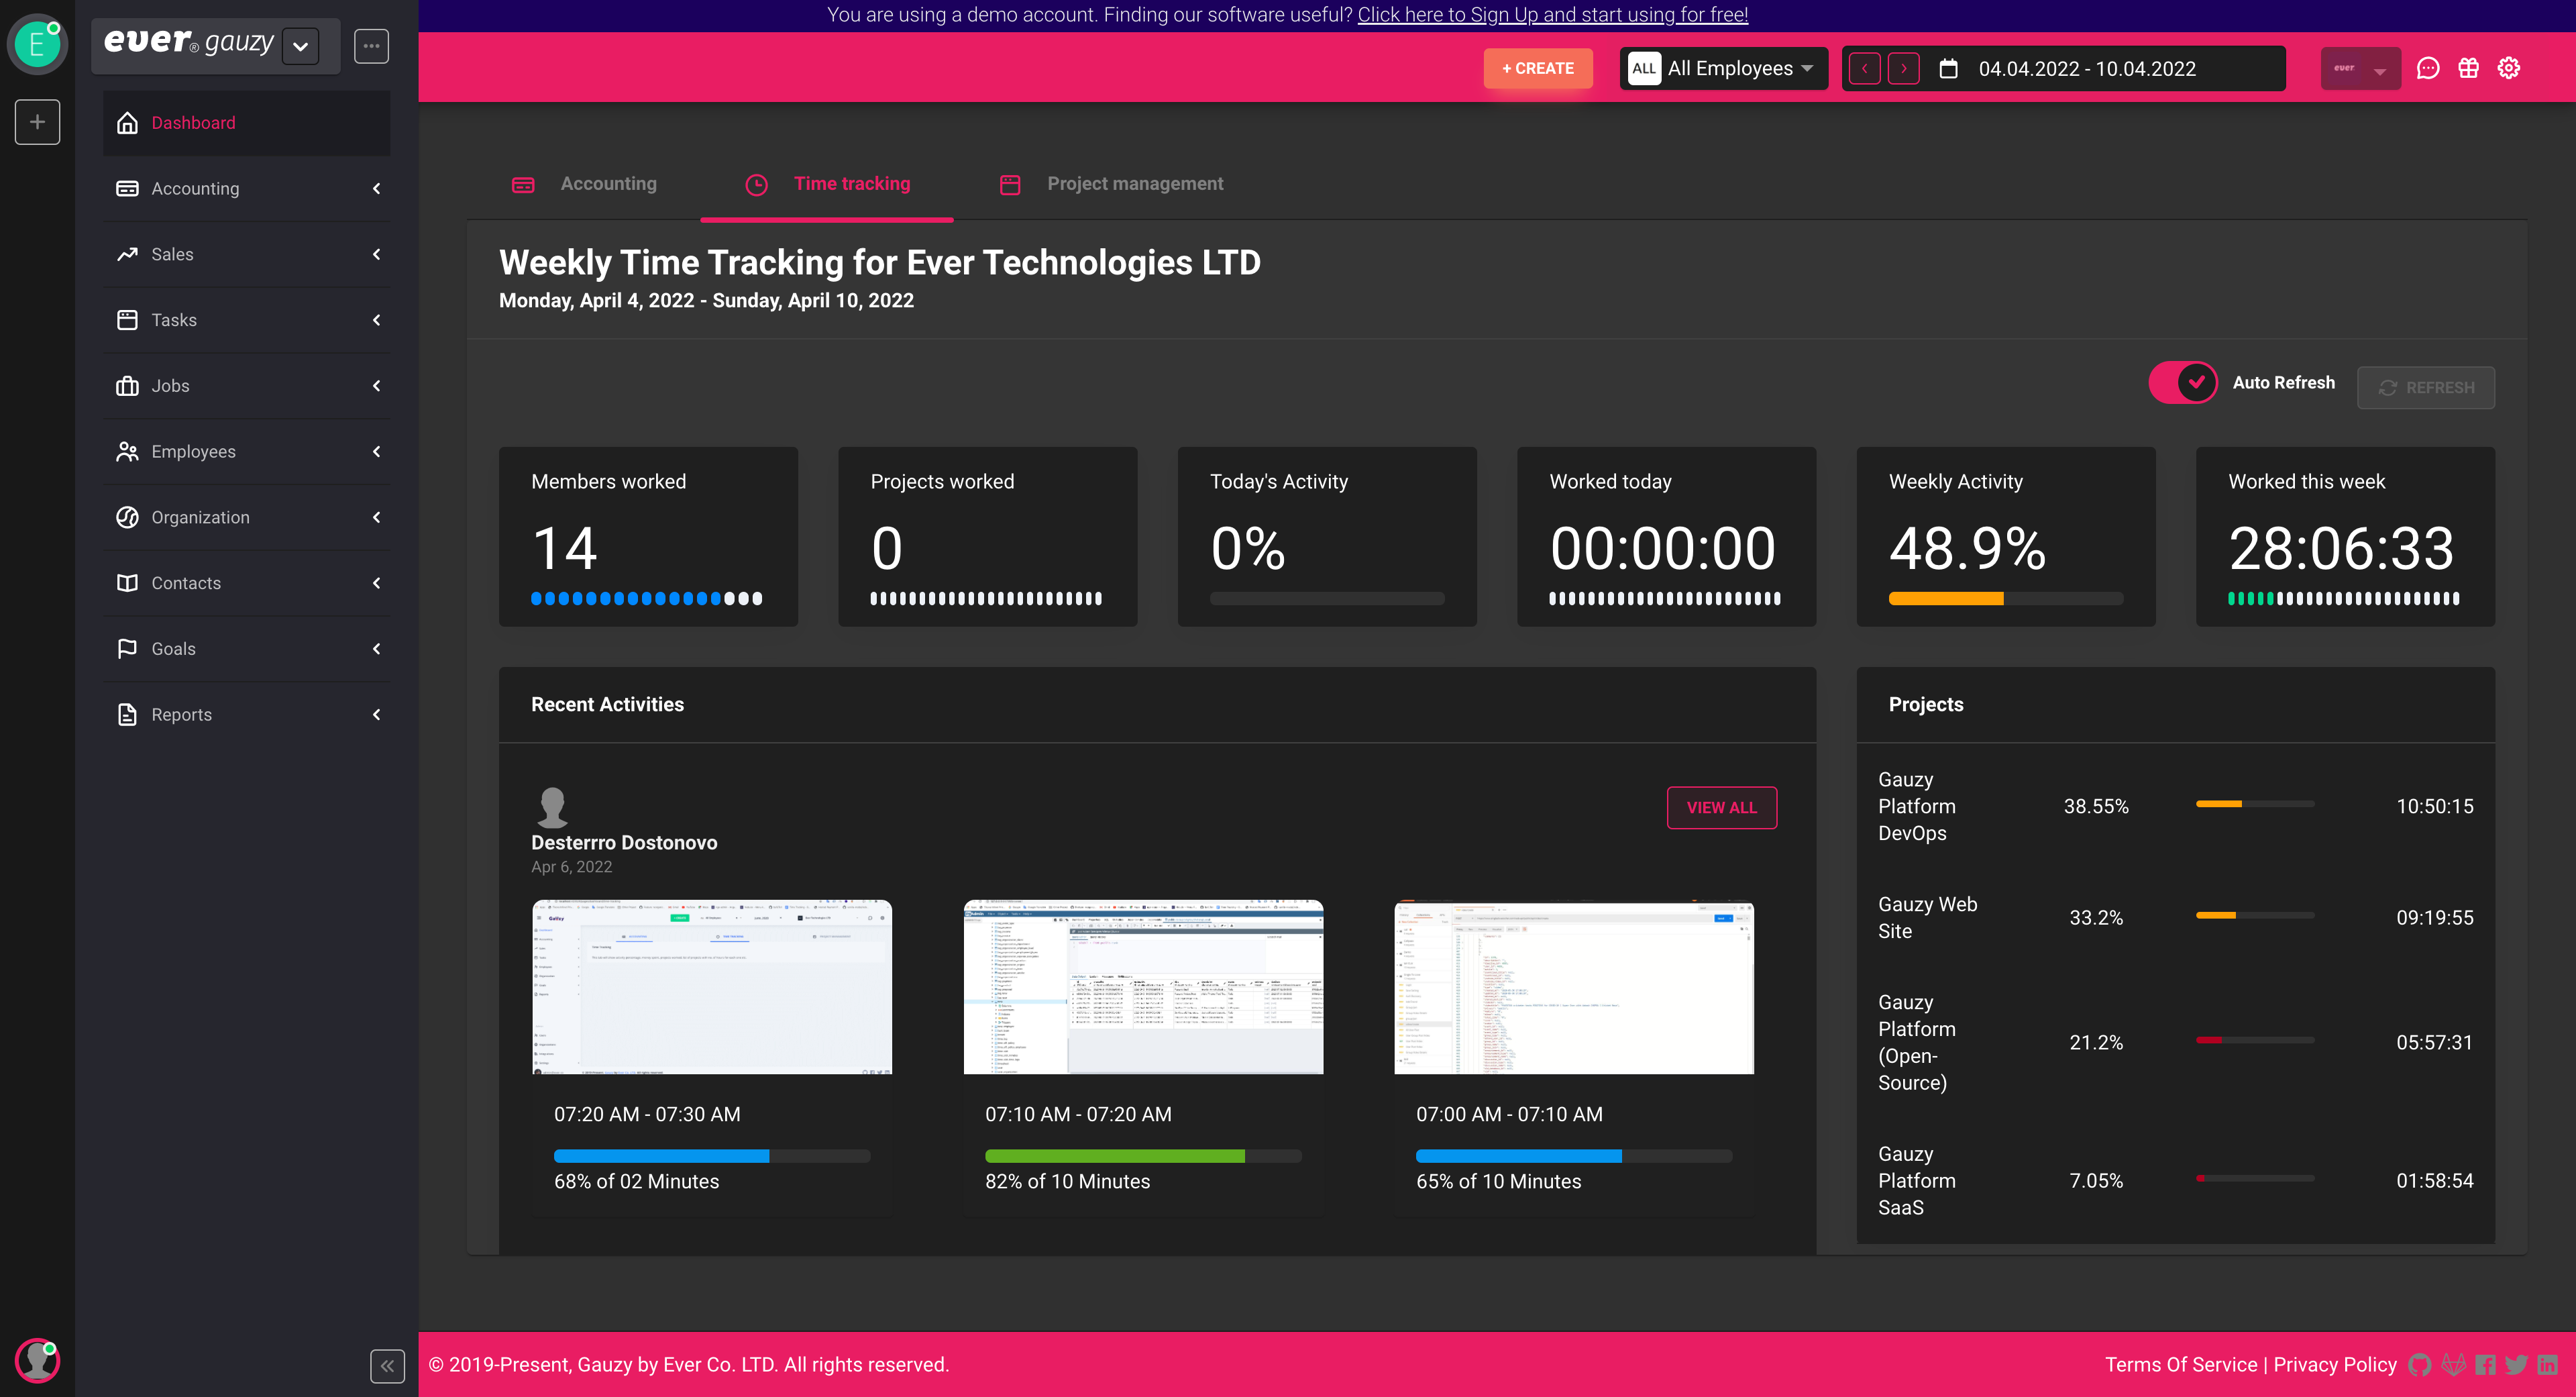 You are using a demo account. Finding our software useful? Click here to Sign Up and start using for free!
E
ever® gauzy
+ CREATE
ALL All Employees
04.04.2022 - 10.04.2022
ever
Dashboard
Accounting
Sales
Tasks
Jobs
Employees
Organization
Contacts
Goals
Reports
Accounting
Time tracking
Project management
Weekly Time Tracking for Ever Technologies LTD
Monday, April 4, 2022 - Sunday, April 10, 2022
Auto Refresh
REFRESH
Members worked
14
Projects worked
0
Today's Activity
0%
Worked today
00:00:00
Weekly Activity
48.9%
Worked this week
28:06:33
Recent Activities
Desterrro Dostonovo
Apr 6, 2022
VIEW ALL
Gauzy
07:20 AM - 07:30 AM
68% of 02 Minutes
07:10 AM - 07:20 AM
82% of 10 Minutes
07:00 AM - 07:10 AM
65% of 10 Minutes
Projects
Gauzy
Platform
DevOps
38.55%
10:50:15
Gauzy Web
Site
33.2%
09:19:55
Gauzy
Platform
(Open-
Source)
21.2%
05:57:31
Gauzy
Platform
SaaS
7.05%
01:58:54
© 2019-Present, Gauzy by Ever Co. LTD. All rights reserved.
Terms Of Service | Privacy Policy